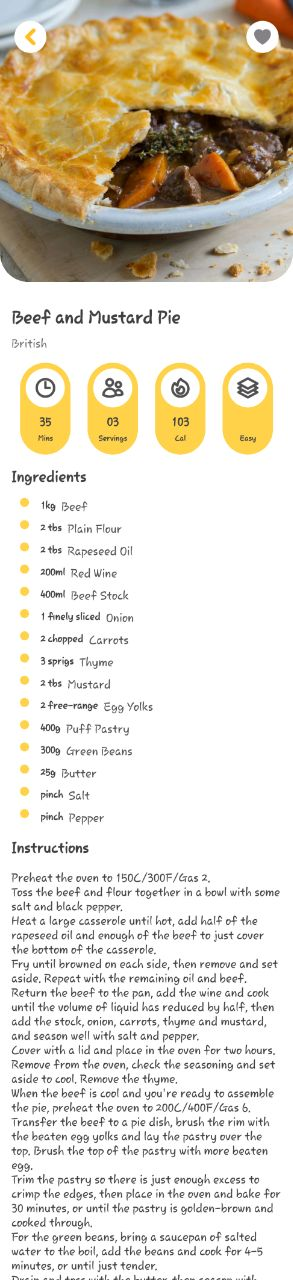 Beef and Mustard Pie
British
35
Mins
03
Servings
103
Cal
Easy
Ingredients
1kg Beef
2 tbs Plain Flour
2 tbs Rapeseed Oil
200ml Red Wine
400ml Beef Stock
1 finely sliced Onion
2 chopped Carrots
3 sprigs Thyme
2 tbs Mustard
2 free-range Egg Yolks
400g Puff Pastry
300g Green Beans
25g Butter
pinch Salt
pinch Pepper
Instructions
Preheat the oven to 150C/300F/Gas 2.
Toss the beef and flour together in a bowl with some
salt and black pepper.
Heat a large casserole until hot, add half of the
rapeseed oil and enough of the beef to just cover
the bottom of the casserole.
Fry until browned on each side, then remove and set
aside. Repeat with the remaining oil and beef.
Return the beef to the pan, add the wine and cook
until the volume of liquid has reduced by half, then
add the stock, onion, carrots, thyme and mustard,
and season well with salt and pepper.
Cover with a lid and place in the oven for two hours.
Remove from the oven, check the seasoning and set
aside to cool. Remove the thyme.
When the beef is cool and you're ready to assemble
the pie, preheat the oven to 200C/400F/Gas 6.
Transfer the beef to a pie dish, brush the rim with
the beaten egg yolks and lay the pastry over the
top. Brush the top of the pastry with more beaten
egg.
Trim the pastry so there is just enough excess to
crimp the edges, then place in the oven and bake for
30 minutes, or until the pastry is golden-brown and
cooked through.
For the green beans, bring a saucepan of salted
water to the boil, add the beans and cook for 4-5
minutes, or until just tender.
Drain and toss with the butter, then season with